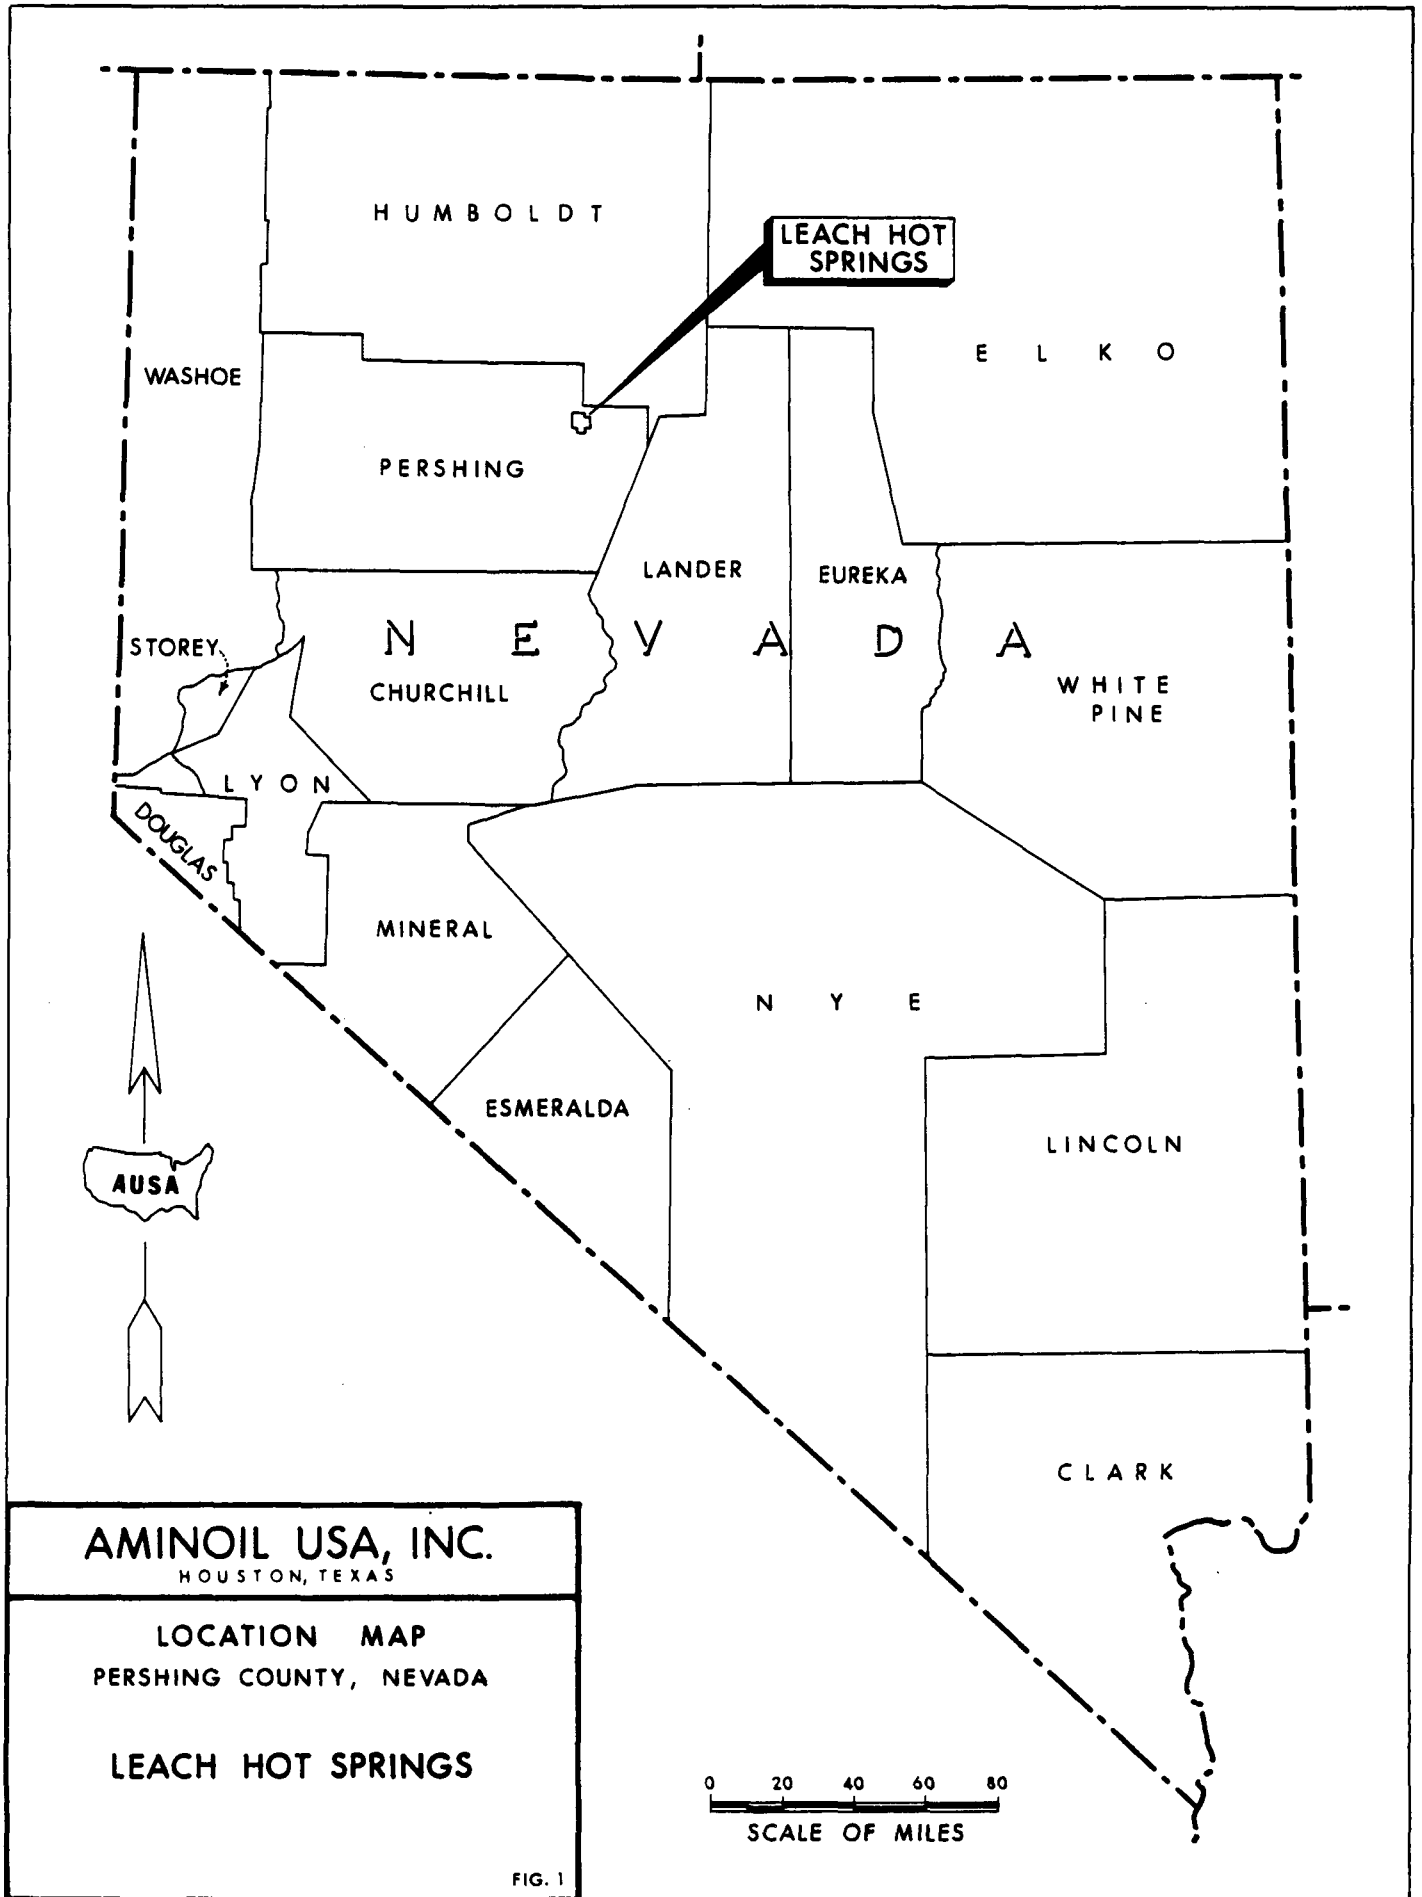 HUMBOLDT
LEACH HOT
SPRINGS
ELKO
WASHOE
PERSHING
LANDER
EUREKA
NEVADA
STOREY
CHURCHILL
WHITE
PINE
LYON
DOUGLAS
MINERAL
NYE
ESMERALDA
LINCOLN
AUSA
CLARK
AMINOIL USA, INC.
HOUSTON, TEXAS
LOCATION MAP
PERSHING COUNTY, NEVADA
LEACH HOT SPRINGS
FIG. 1
0 20 40 60 80
SCALE OF MILES